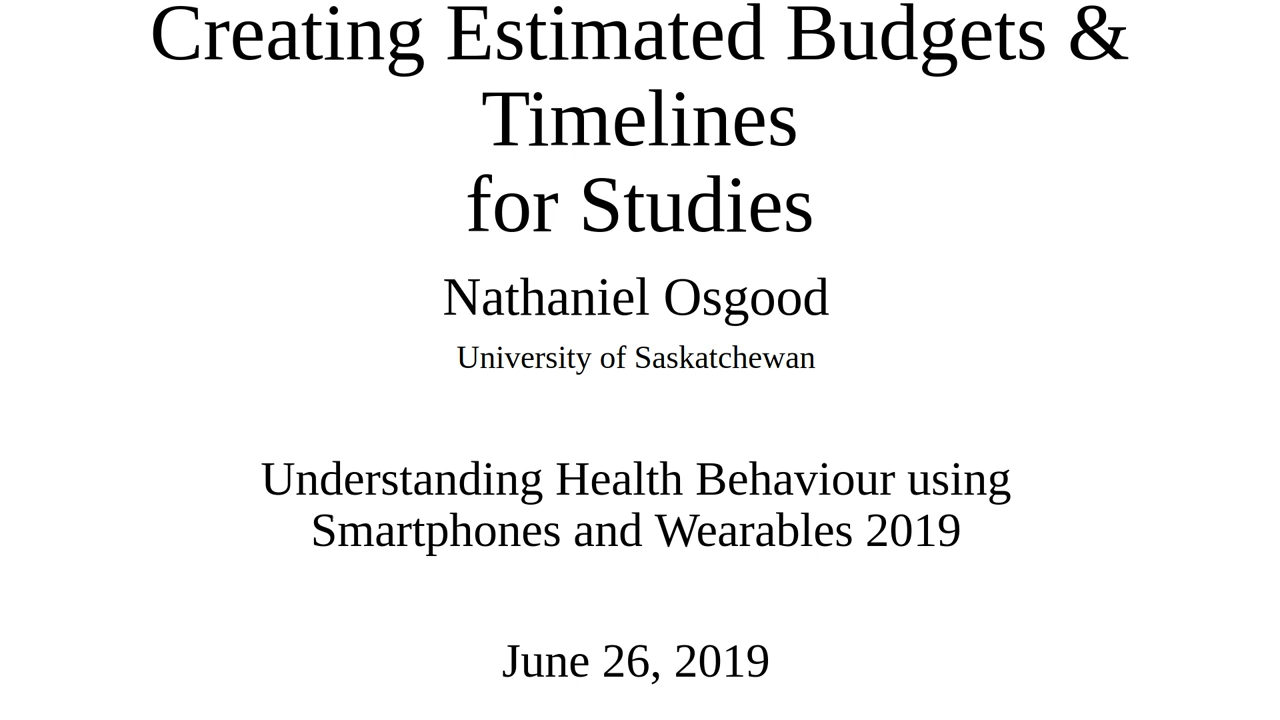 Creating Estimated Budgets &
Timelines
for Studies
Nathaniel Osgood
University of Saskatchewan
Understanding Health Behaviour using
Smartphones and Wearables 2019
June 26, 2019